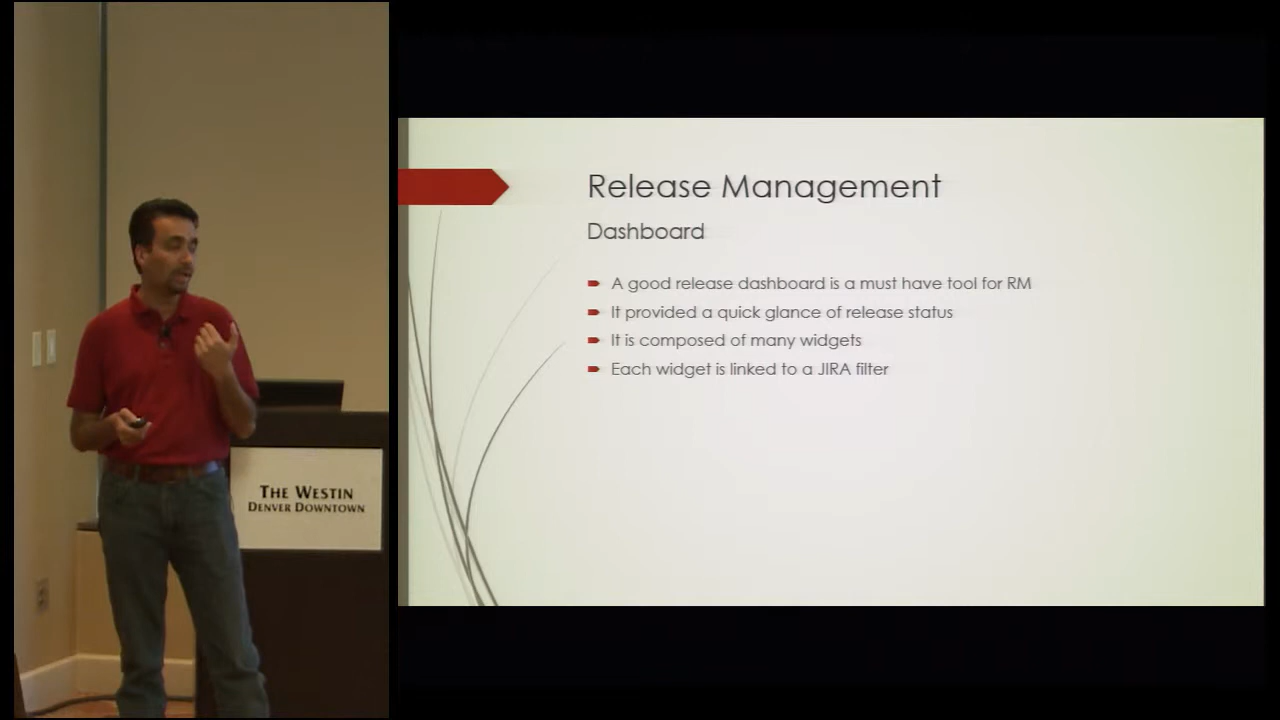 THE WESTIN
DENVER DOWNTOWN
Release Management
Dashboard
A good release dashboard is a must have tool for RM
It provided a quick glance of release status
It is composed of many widgets
Each widget is linked to a JIRA filter